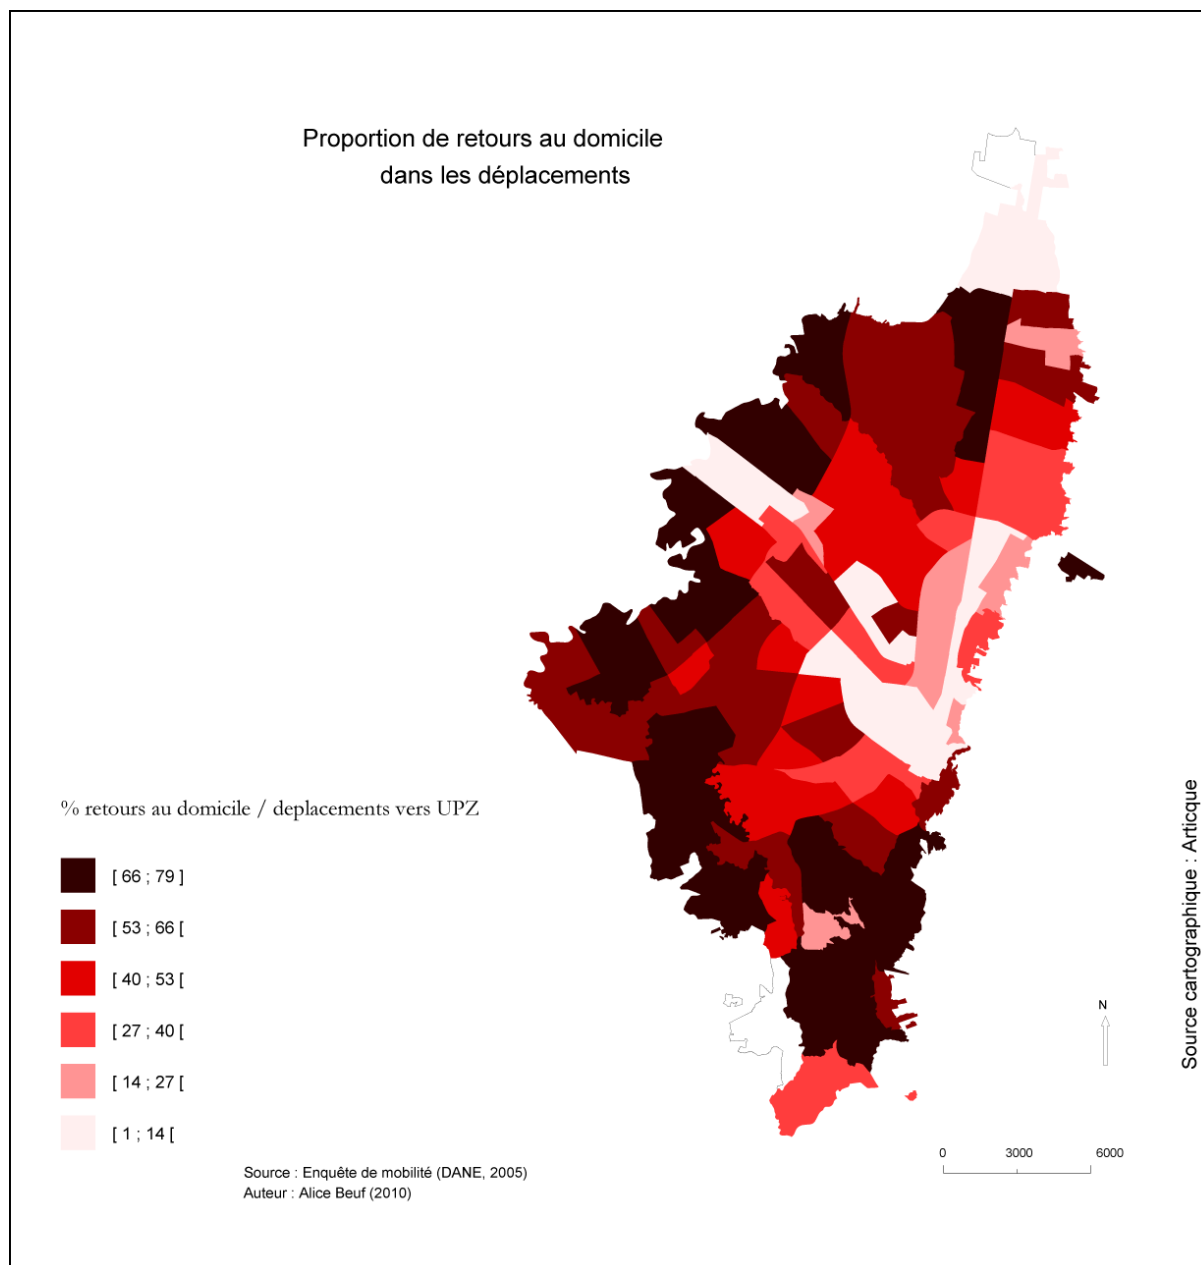 Proportion de retours au domicile
dans les déplacements
% retours au domicile / deplacements vers UPZ
[ 66 ; 79 ]
[ 53 ; 66 [
[ 40 ; 53 [
[ 27 ; 40 [
[ 14 ; 27 [
[ 1 ; 14 [
Source : Enquête de mobilité (DANE, 2005)
Auteur : Alice Beuf (2010)
N
0 3000 6000
Source cartographique : Articque